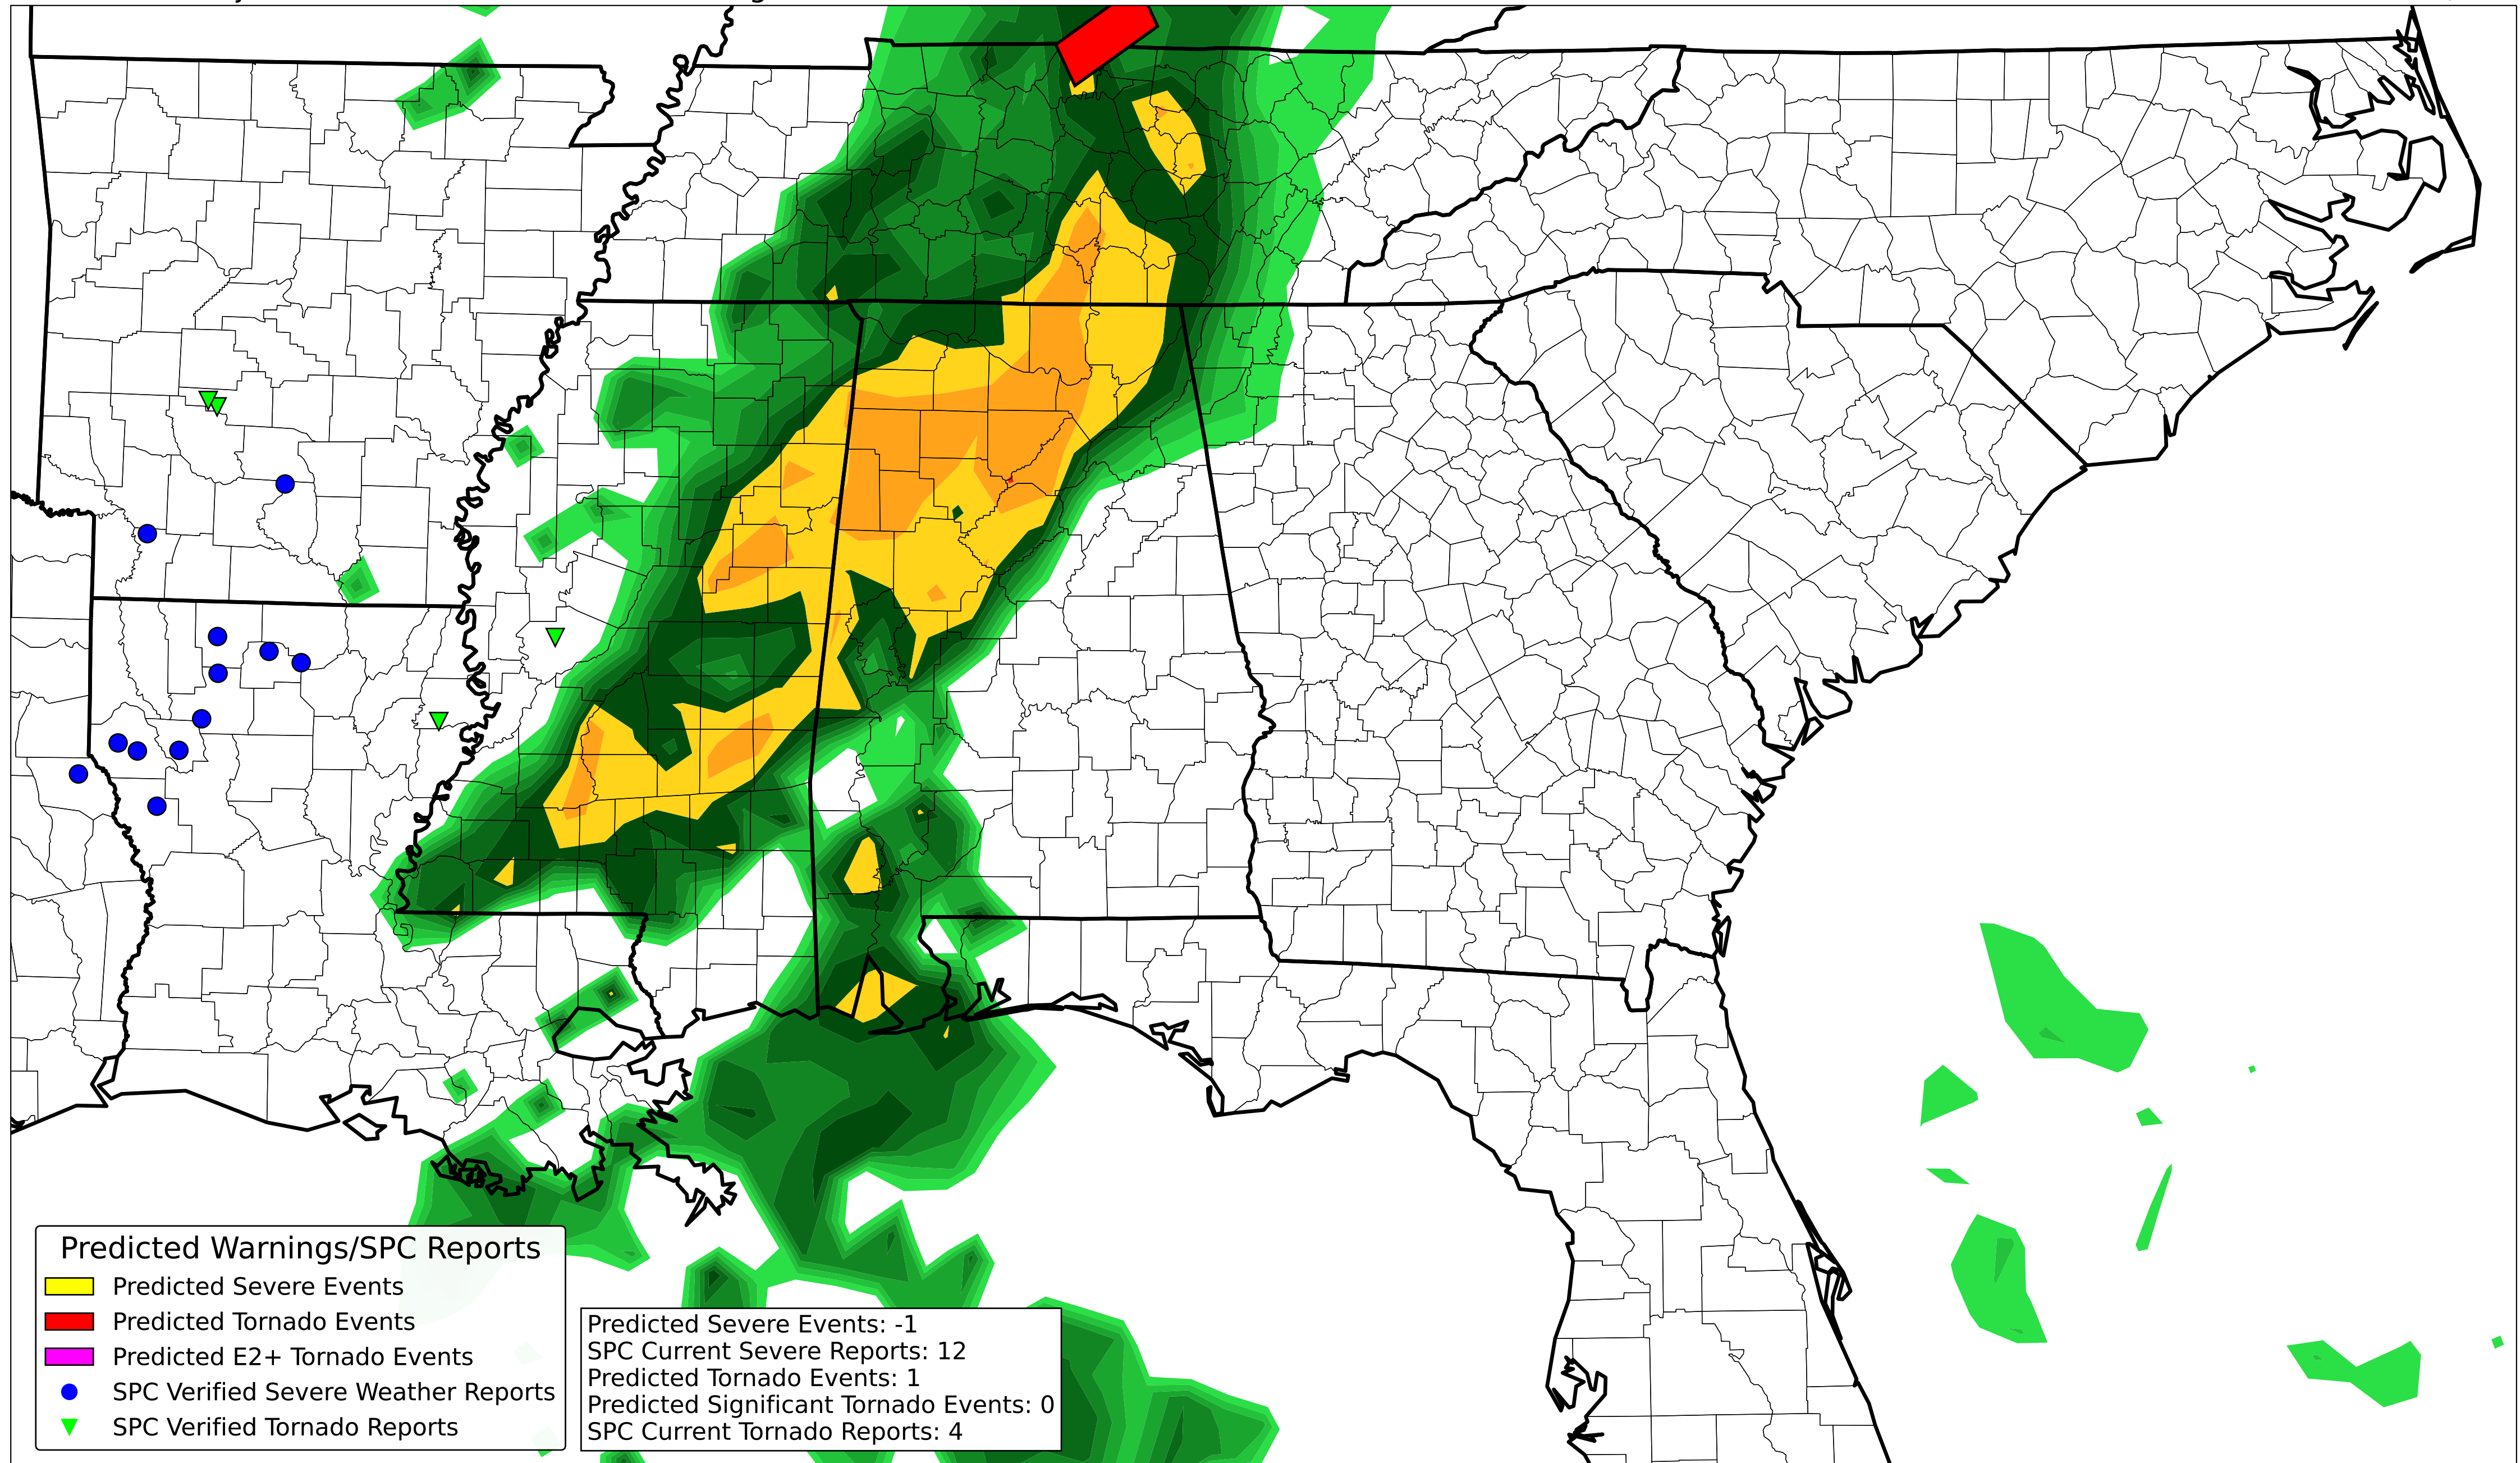 Predicted Warnings/SPC Reports
Predicted Severe Events
Predicted Tornado Events
Predicted E2+ Tornado Events
SPC Verified Severe Weather Reports
SPC Verified Tornado Reports
Predicted Severe Events: -1
SPC Current Severe Reports: 12
Predicted Tornado Events: 1
Predicted Significant Tornado Events: 0
SPC Current Tornado Reports: 4